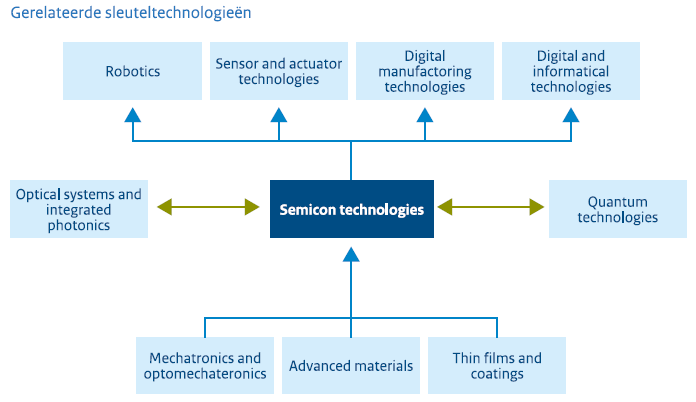 Gerelateerde sleuteltechnologieën
Robotics
Sensor and actuator
technologies
Digital
manufactoring
technologies
Digital and
informatical
technologies
Optical systems and
integrated
photonics
Semicon technologies
Quantum
technologies
Mechatronics and
optomechateronics
Advanced materials
Thin films and
coatings